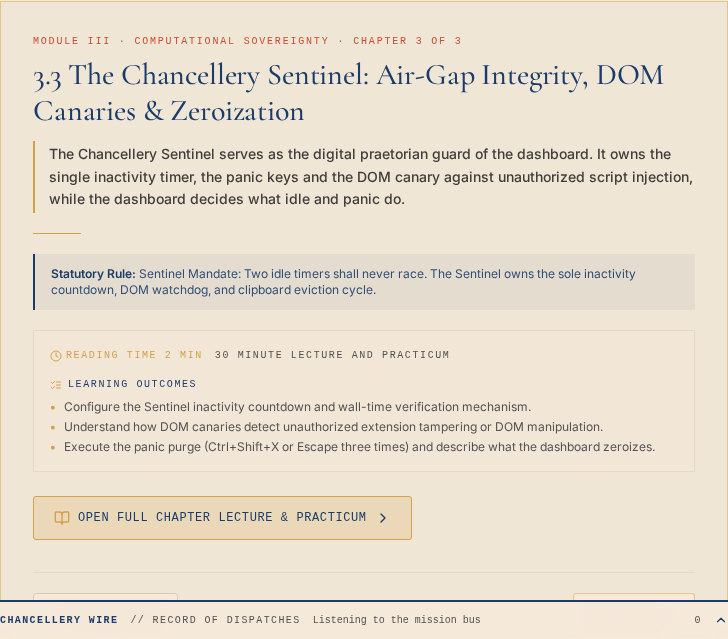 MODULE III · COMPUTATIONAL SOVEREIGNTY · CHAPTER 3 OF 3
3.3 The Chancellery Sentinel: Air-Gap Integrity, DOM
Canaries & Zeroization
The Chancellery Sentinel serves as the digital praetorian guard of the dashboard. It owns the
single inactivity timer, the panic keys and the DOM canary against unauthorized script injection,
while the dashboard decides what idle and panic do.
Statutory Rule: Sentinel Mandate: Two idle timers shall never race. The Sentinel owns the sole inactivity
countdown, DOM watchdog, and clipboard eviction cycle.
READING TIME 2 MIN 30 MINUTE LECTURE AND PRACTICUM
LEARNING OUTCOMES
• Configure the Sentinel inactivity countdown and wall-time verification mechanism.
• Understand how DOM canaries detect unauthorized extension tampering or DOM manipulation.
• Execute the panic purge (Ctrl+Shift+X or Escape three times) and describe what the dashboard zeroizes.
OPEN FULL CHAPTER LECTURE & PRACTICUM
CHANCELLERY WIRE // RECORD OF DISPATCHES Listening to the mission bus 0